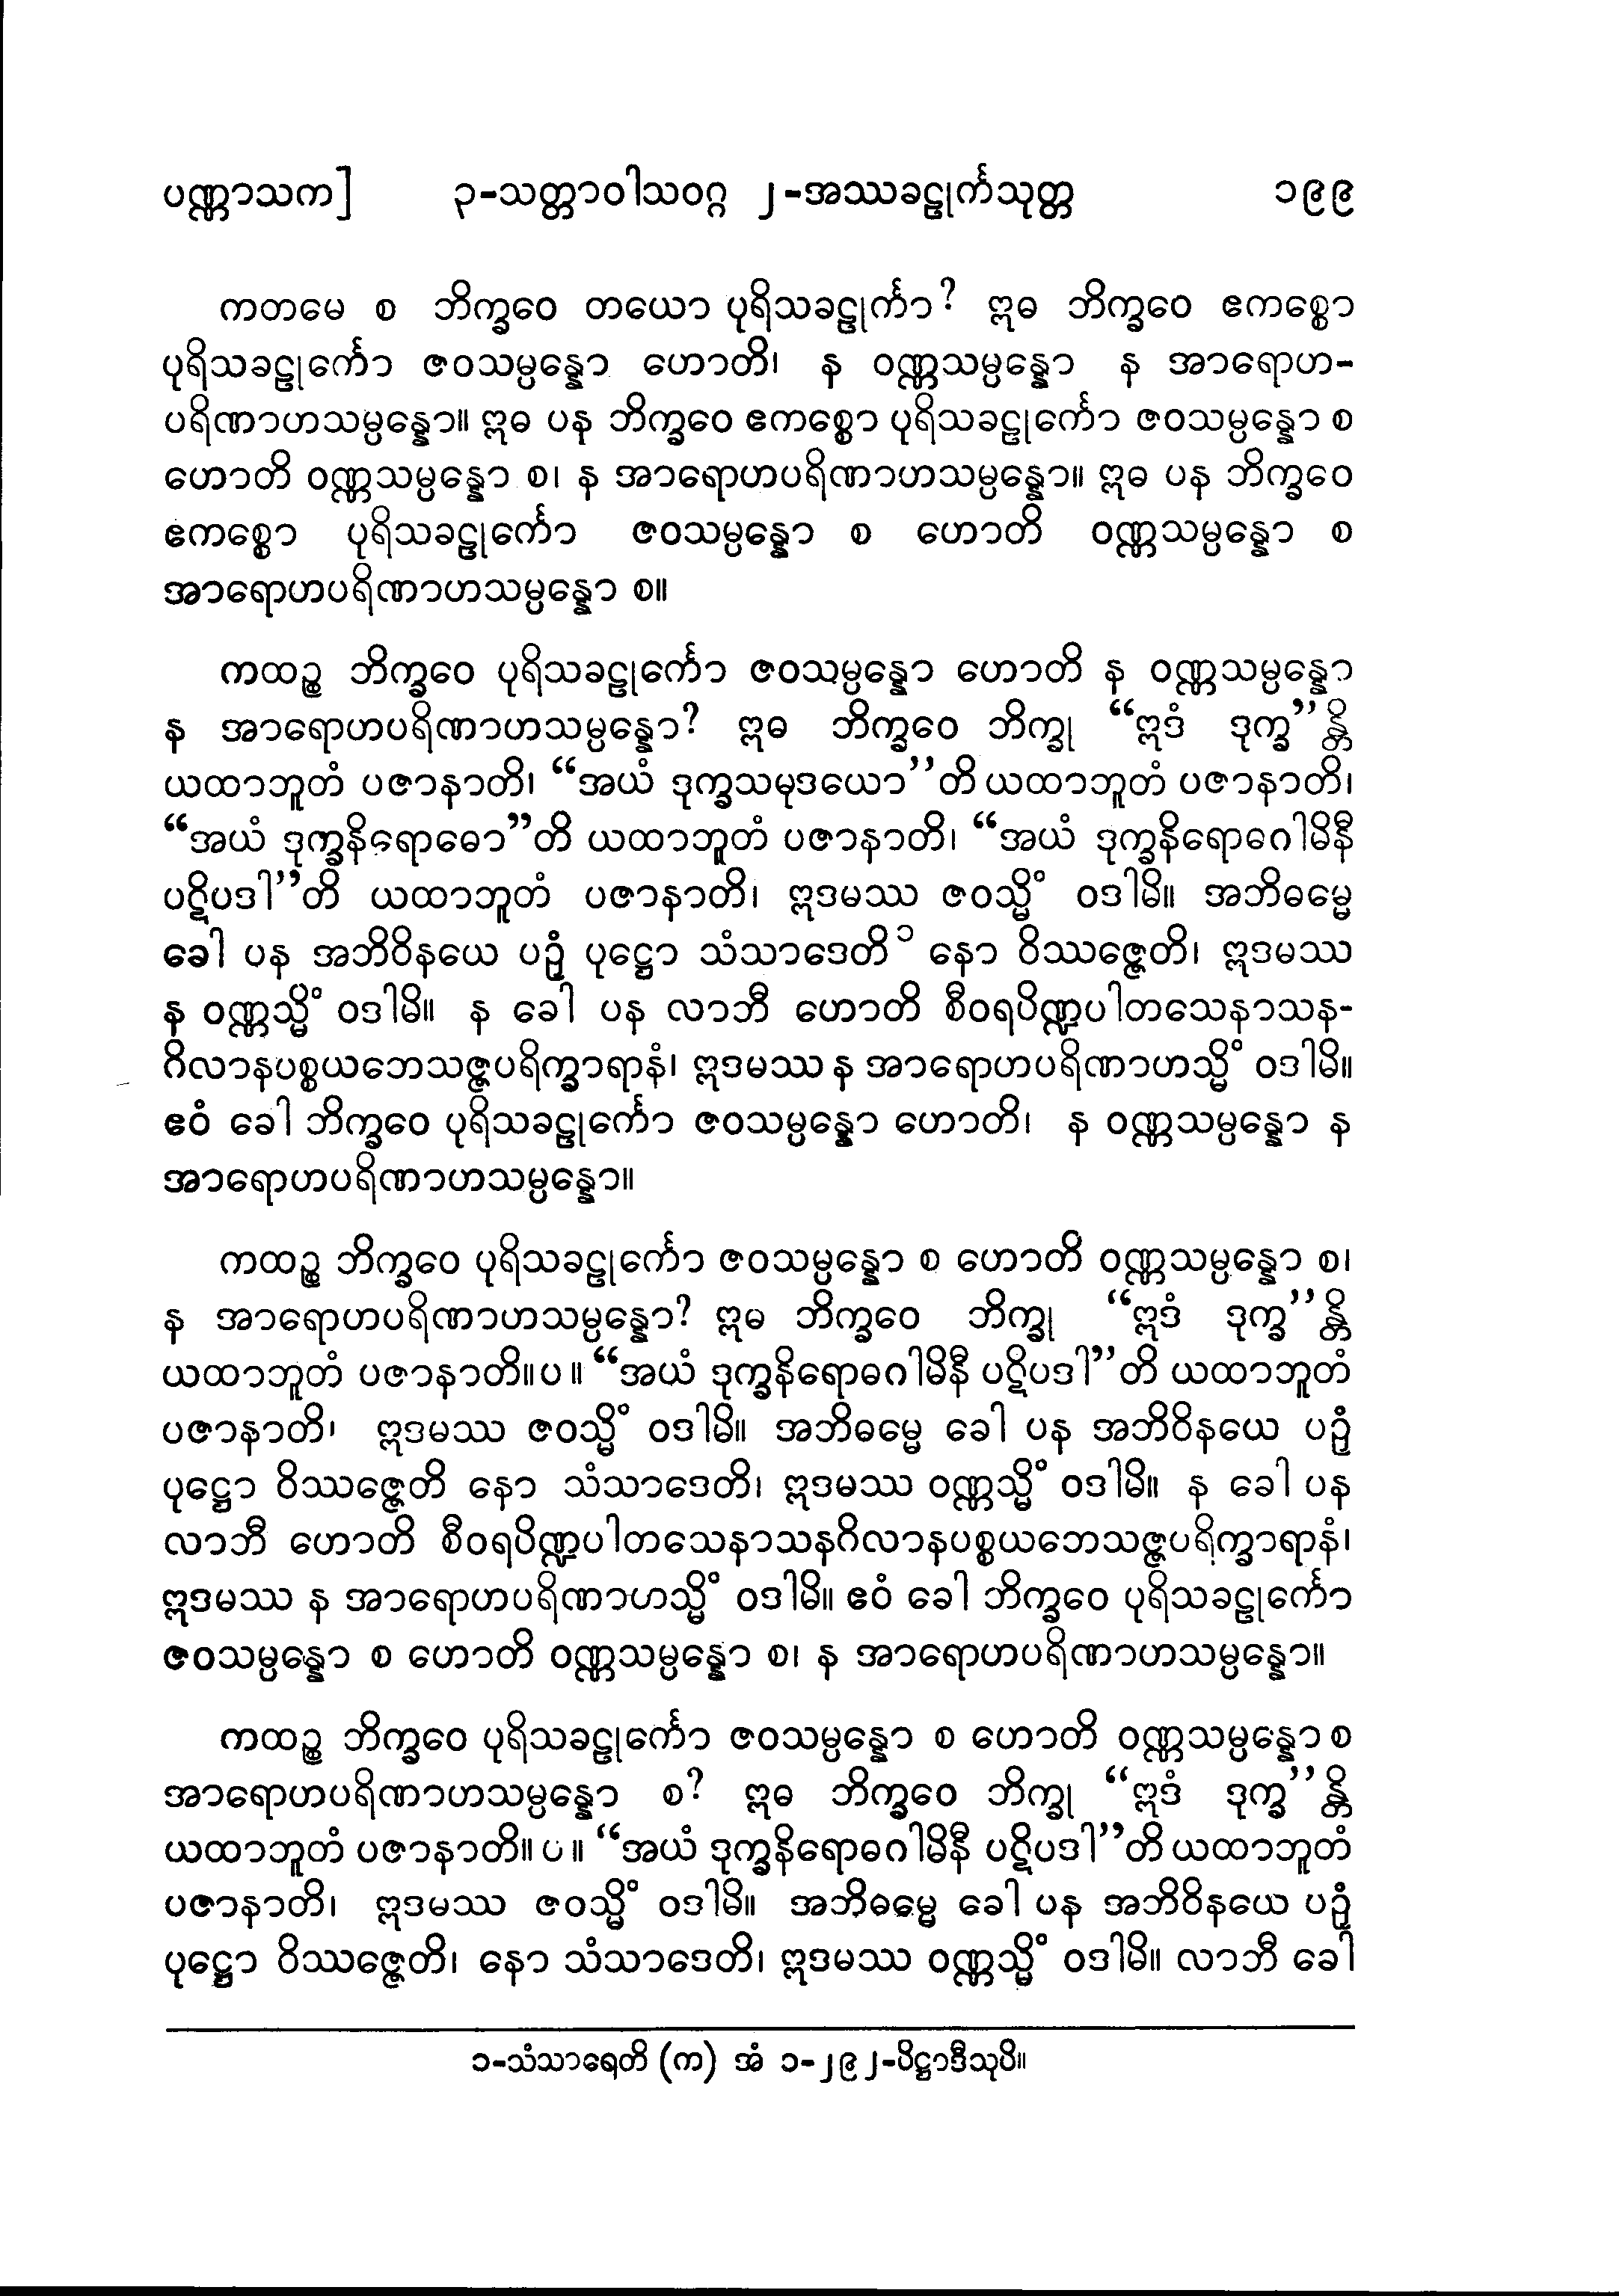 ပဏ္ဏာသက] ၃-သတ္တာဝါသဝဂ္ဂ ၂-အဿခဠုင်္ကသုတ္တ ၁၉၉
ကတမေ စ ဘိက္ခဝေ တယော ပုရိသခဠုင်္ကာ? ဣဓ ဘိက္ခဝေ ဧကစ္စော
ပုရိသခဠုင်္ကော ဇဝသမ္ပန္နော ဟောတိ၊ န ဝဏ္ဏသမ္ပန္နော န အာရောဟ-
ပရိဏာဟသမ္ပန္နော။ ဣဓ ပန ဘိက္ခဝေ ဧကစ္စော ပုရိသခဠုင်္ကော ဇဝသမ္ပန္နော စ
ဟောတိ ဝဏ္ဏသမ္ပန္နော စ၊ န အာရောဟပရိဏာဟသမ္ပန္နော။ ဣဓ ပန ဘိက္ခဝေ
ဧကစ္စော ပုရိသခဠုင်္ကော ဇဝသမ္ပန္နော စ ဟောတိ ဝဏ္ဏသမ္ပန္နော စ
အာရောဟပရိဏာဟသမ္ပန္နော စ။
ကထဉ္စ ဘိက္ခဝေ ပုရိသခဠုင်္ကော ဇဝသမ္ပန္နော ဟောတိ န ဝဏ္ဏသမ္ပန္နော
န အာရောဟပရိဏာဟသမ္ပန္နော? ဣဓ ဘိက္ခဝေ ဘိက္ခု “ဣဒံ ဒုက္ခ”န္တိ
ယထာဘူတံ ပဇာနာတိ၊ “အယံ ဒုက္ခသမုဒယော”တိ ယထာဘူတံ ပဇာနာတိ၊
“အယံ ဒုက္ခနိရောဓော”တိ ယထာဘူတံ ပဇာနာတိ၊ “အယံ ဒုက္ခနိရောဓဂါမိနီ
ပဋိပဒါ”တိ ယထာဘူတံ ပဇာနာတိ၊ ဣဒမဿ ဇဝသ္မိံ ဝဒါမိ။ အဘိဓမ္မေ
ခေါ ပန အဘိဝိနယေ ပဉှံ ပုဋ္ဌော သံသာဒေတိ ၁ နော ဝိဿဇ္ဇေတိ၊ ဣဒမဿ
န ဝဏ္ဏသ္မိံ ဝဒါမိ။ န ခေါ ပန လာဘီ ဟောတိ စီဝရပိဏ္ဍပါတသေနာသန-
ဂိလာနပစ္စယဘေသဇ္ဇပရိက္ခာရာနံ၊ ဣဒမဿ န အာရောဟပရိဏာဟသ္မိံ ဝဒါမိ။
ဧဝံ ခေါ ဘိက္ခဝေ ပုရိသခဠုင်္ကော ဇဝသမ္ပန္နော ဟောတိ၊ န ဝဏ္ဏသမ္ပန္နော န
အာရောဟပရိဏာဟသမ္ပန္နော။
ကထဉ္စ ဘိက္ခဝေ ပုရိသခဠုင်္ကော ဇဝသမ္ပန္နော စ ဟောတိ ဝဏ္ဏသမ္ပန္နော စ၊
န အာရောဟပရိဏာဟသမ္ပန္နော? ဣဓ ဘိက္ခဝေ ဘိက္ခု “ဣဒံ ဒုက္ခ”န္တိ
ယထာဘူတံ ပဇာနာတိ။ပ။ “အယံ ဒုက္ခနိရောဓဂါမိနီ ပဋိပဒါ”တိ ယထာဘူတံ
ပဇာနာတိ၊ ဣဒမဿ ဇဝသ္မိံ ဝဒါမိ။ အဘိဓမ္မေ ခေါ ပန အဘိဝိနယေ ပဉှံ
ပုဋ္ဌော ဝိဿဇ္ဇေတိ နော သံသာဒေတိ၊ ဣဒမဿ ဝဏ္ဏသ္မိံ ဝဒါမိ။ န ခေါ ပန
လာဘီ ဟောတိ စီဝရပိဏ္ဍပါတသေနာသနဂိလာနပစ္စယဘေသဇ္ဇပရိက္ခာရာနံ၊
ဣဒမဿ န အာရောဟပရိဏာဟသ္မိံ ဝဒါမိ။ ဧဝံ ခေါ ဘိက္ခဝေ ပုရိသခဠုင်္ကော
ဇဝသမ္ပန္နော စ ဟောတိ ဝဏ္ဏသမ္ပန္နော စ၊ န အာရောဟပရိဏာဟသမ္ပန္နော။
ကထဉ္စ ဘိက္ခဝေ ပုရိသခဠုင်္ကော ဇဝသမ္ပန္နော စ ဟောတိ ဝဏ္ဏသမ္ပန္နော စ
အာရောဟပရိဏာဟသမ္ပန္နော စ? ဣဓ ဘိက္ခဝေ ဘိက္ခု “ဣဒံ ဒုက္ခ”န္တိ
ယထာဘူတံ ပဇာနာတိ။ပ။ “အယံ ဒုက္ခနိရောဓဂါမိနီ ပဋိပဒါ”တိ ယထာဘူတံ
ပဇာနာတိ၊ ဣဒမဿ ဇဝသ္မိံ ဝဒါမိ။ အဘိဓမ္မေ ခေါ ပန အဘိဝိနယေ ပဉှံ
ပုဋ္ဌော ဝိဿဇ္ဇေတိ၊ နော သံသာဒေတိ၊ ဣဒမဿ ဝဏ္ဏသ္မိံ ဝဒါမိ။ လာဘီ ခေါ
၁-သံသာရေတိ (က) အံ ၁-၂၉၂-ပိဋ္ဌာဒီသုပိ။